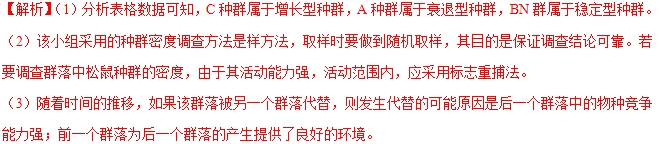 【解析】（1）分析表格数据可知，C 种群属于增长型种群，A 种群属于衰退型种群，BN 群属于稳定型种群。
（2）该小组采用的种群密度调查方法是样方法，取样时要做到随机取样，其目的是保证调查结论可靠。若
要调查群落中松鼠种群的密度，由于其活动能力强，活动范围内，应采用标志重捕法。
（3）随着时间的推移，如果该群落被另一个群落代替，则发生代替的可能原因是后一个群落中的物种竞争
能力强；前一个群落为后一个群落的产生提供了良好的环境。